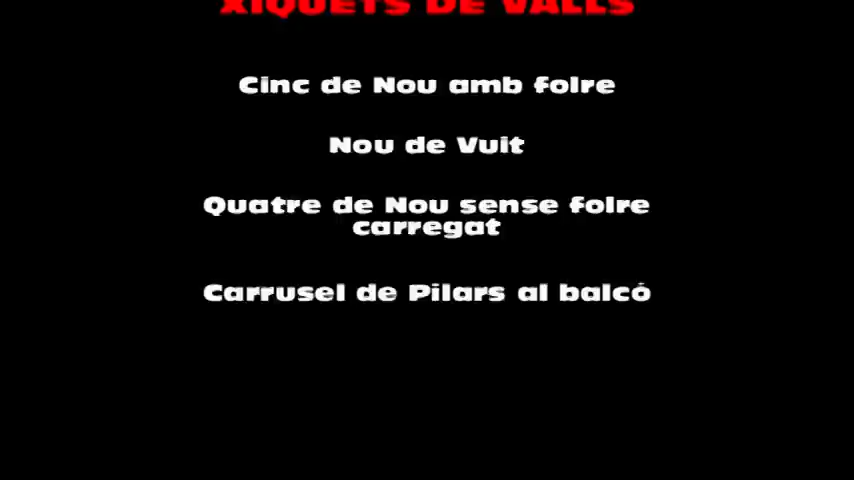 XIQUETS DE VALLS
Cinc de Nou amb folre
Nou de Vuit
Quatre de Nou sense folre
carregat
Carrusel de Pilars al balcó